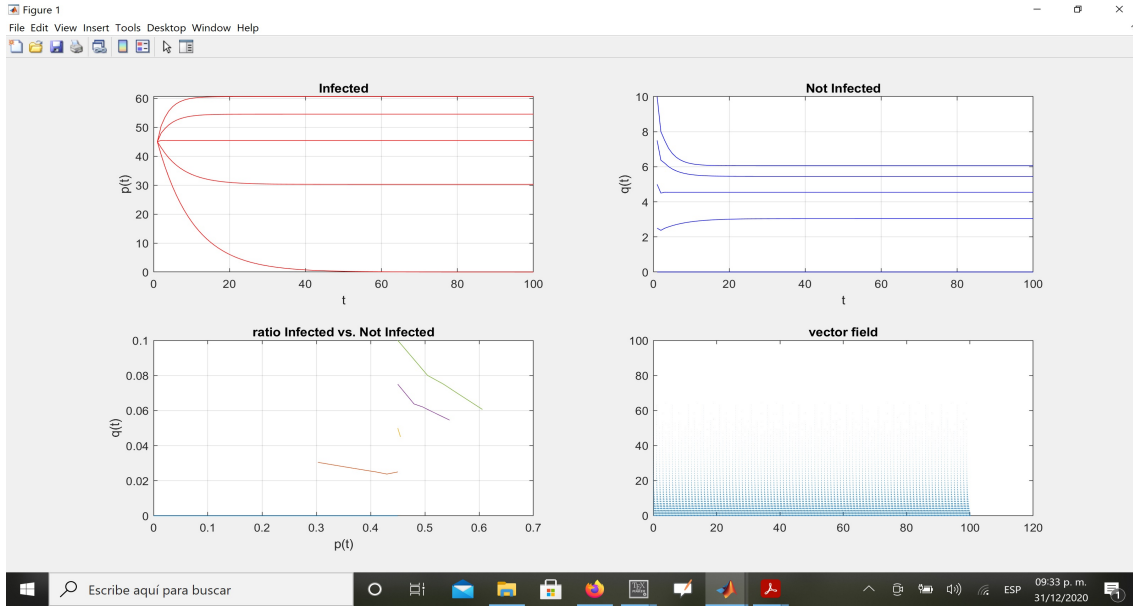 Figure 1
File Edit View Insert Tools Desktop Window Help
Infected
60
50
40
30
20
10
0
p(t)
0 20 40 60 80 100
t
Not Infected
10
8
6
4
2
0
q(t)
0 20 40 60 80 100
t
ratio Infected vs. Not Infected
0.1
0.08
0.06
0.04
0.02
0
q(t)
0 0.1 0.2 0.3 0.4 0.5 0.6 0.7
p(t)
vector field
100
80
60
40
20
0
0 20 40 60 80 100 120
Escribe aquí para buscar
ESP
09:33 p. m.
31/12/2020